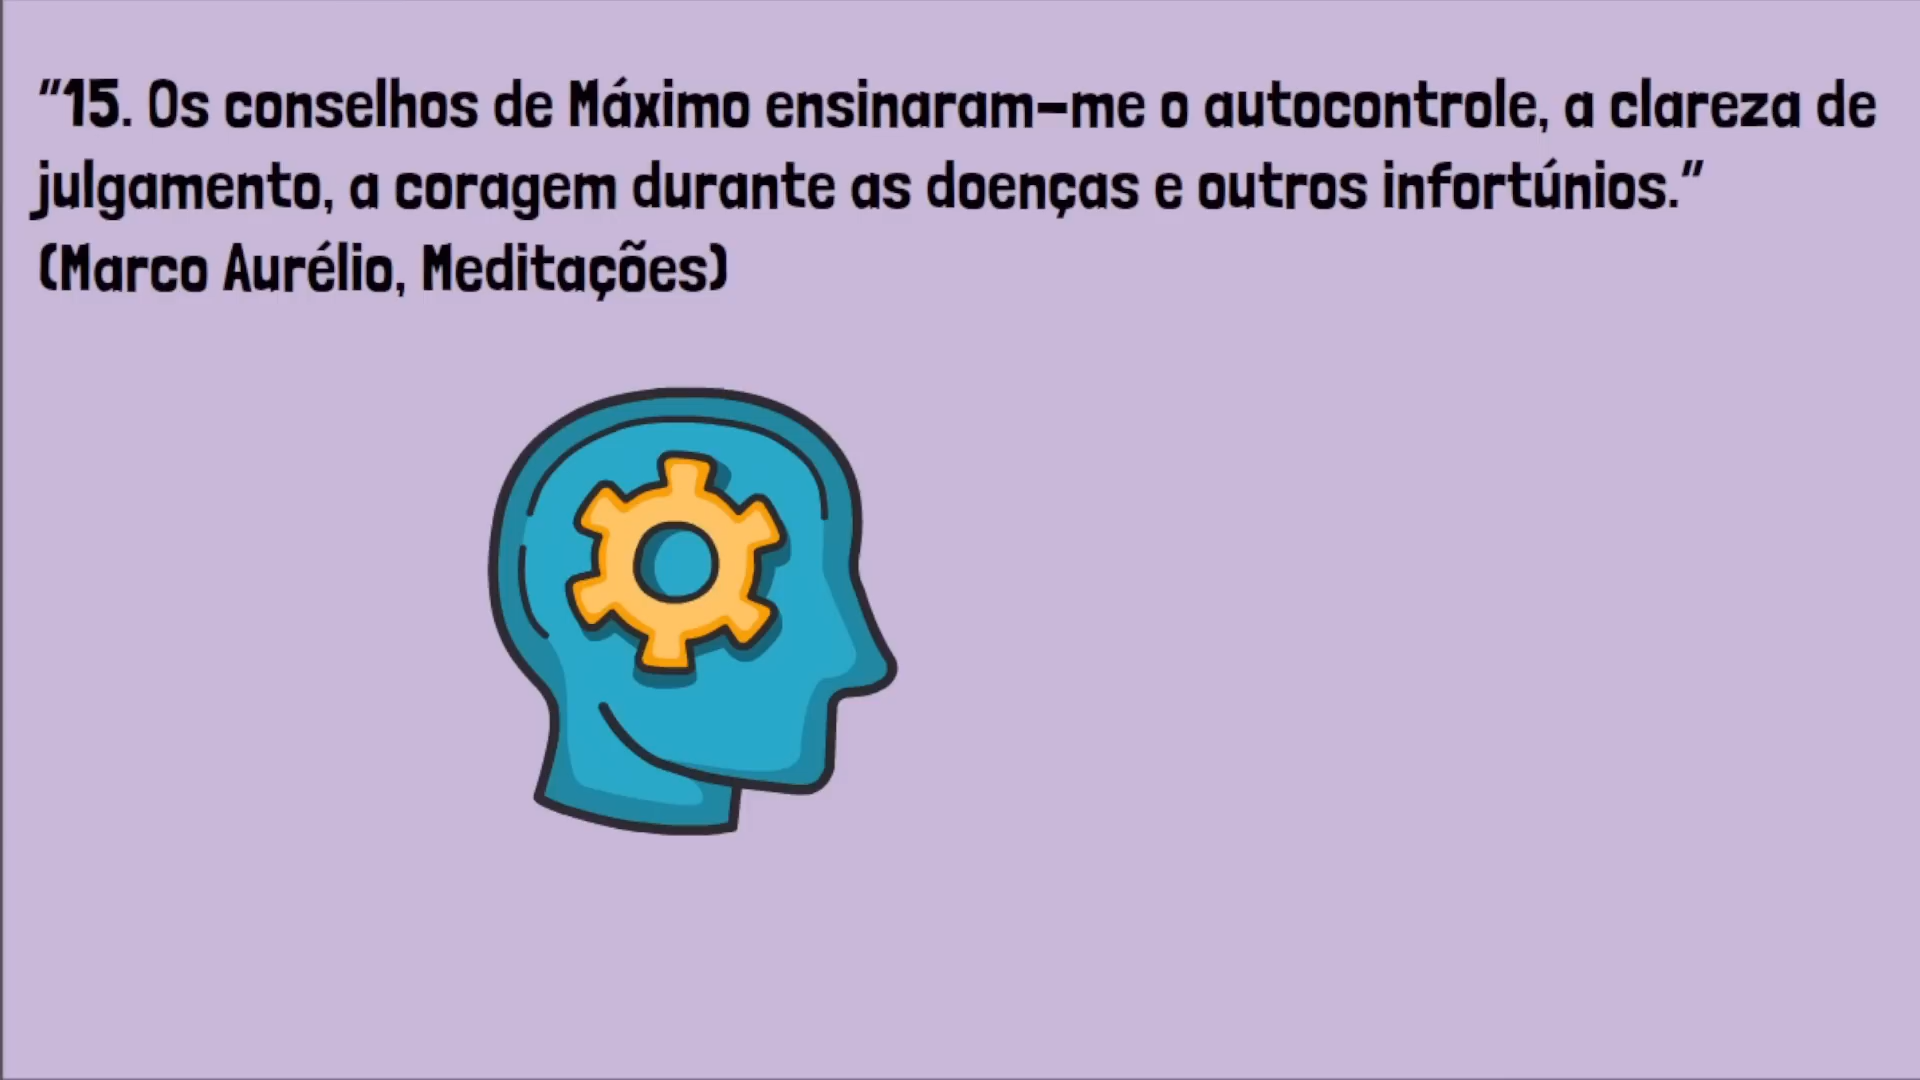 "15. Os conselhos de Máximo ensinaram-me o autocontrole, a clareza de
julgamento, a coragem durante as doenças e outros infortúnios."
(Marco Aurélio, Meditações)